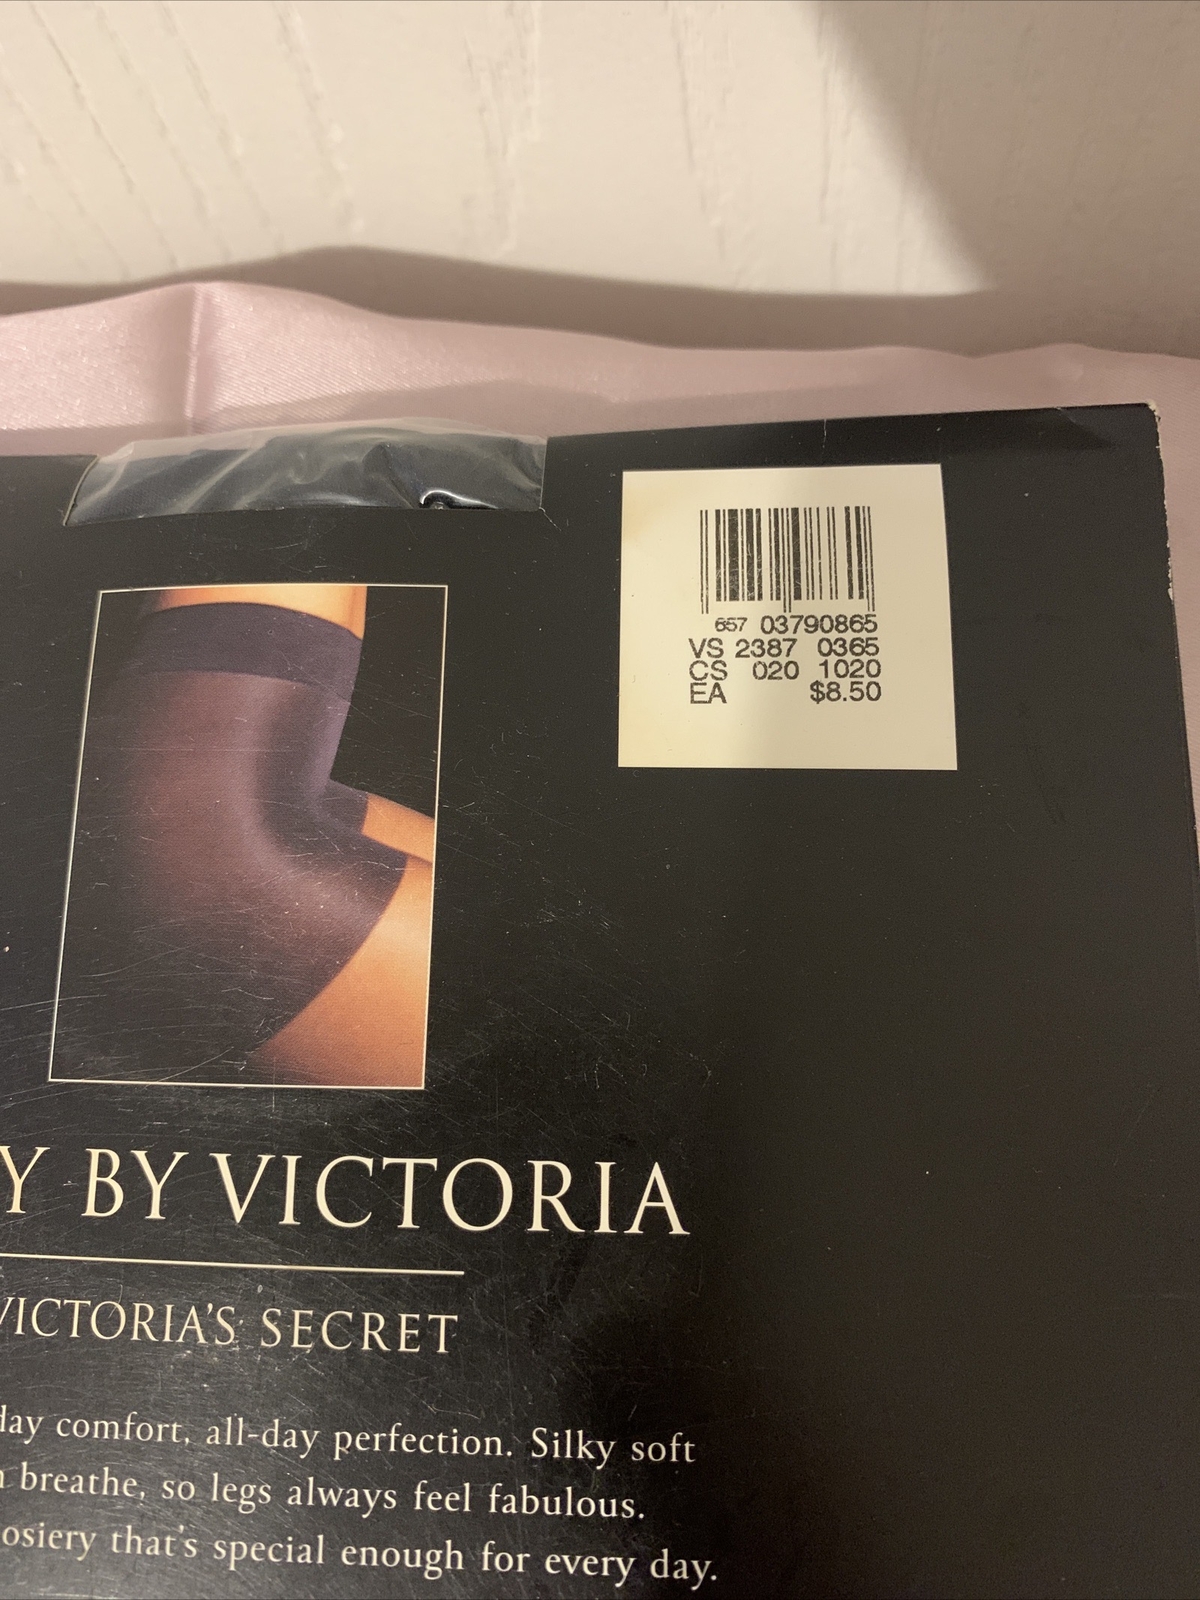 657 03790865
VS 2387 0365
CS 020 1020
EA $8.50
Y BY VICTORIA
VICTORIA'S SECRET
day comfort, all-day perfection. Silky soft
breathe, so legs always feel fabulous.
osiery that's special enough for every day.